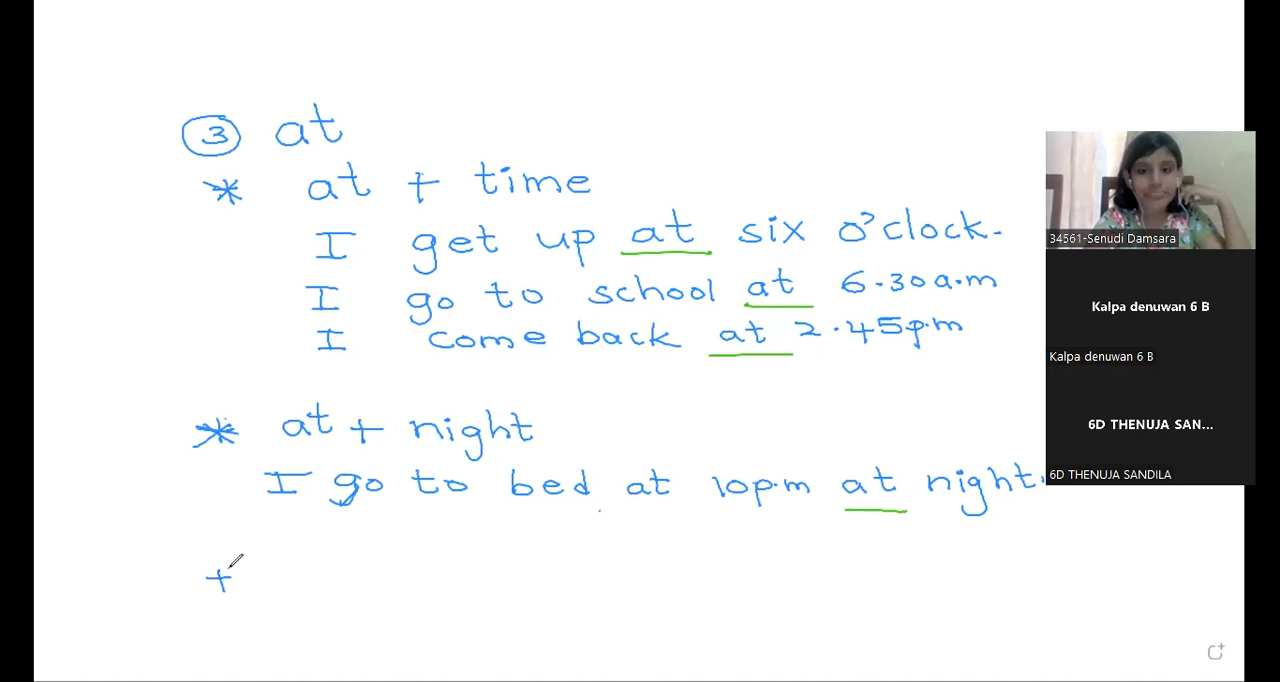 3 at
* at + time
I get up at six o'clock.
I go to school at 6.30a.m
I come back at 2.45p.m
* at + night
I go to bed at 10p.m at night.
+
34561-Senudi Damsara
Kalpa denuwan 6 B
Kalpa denuwan 6 B
6D THENUJA SAN...
6D THENUJA SANDILA